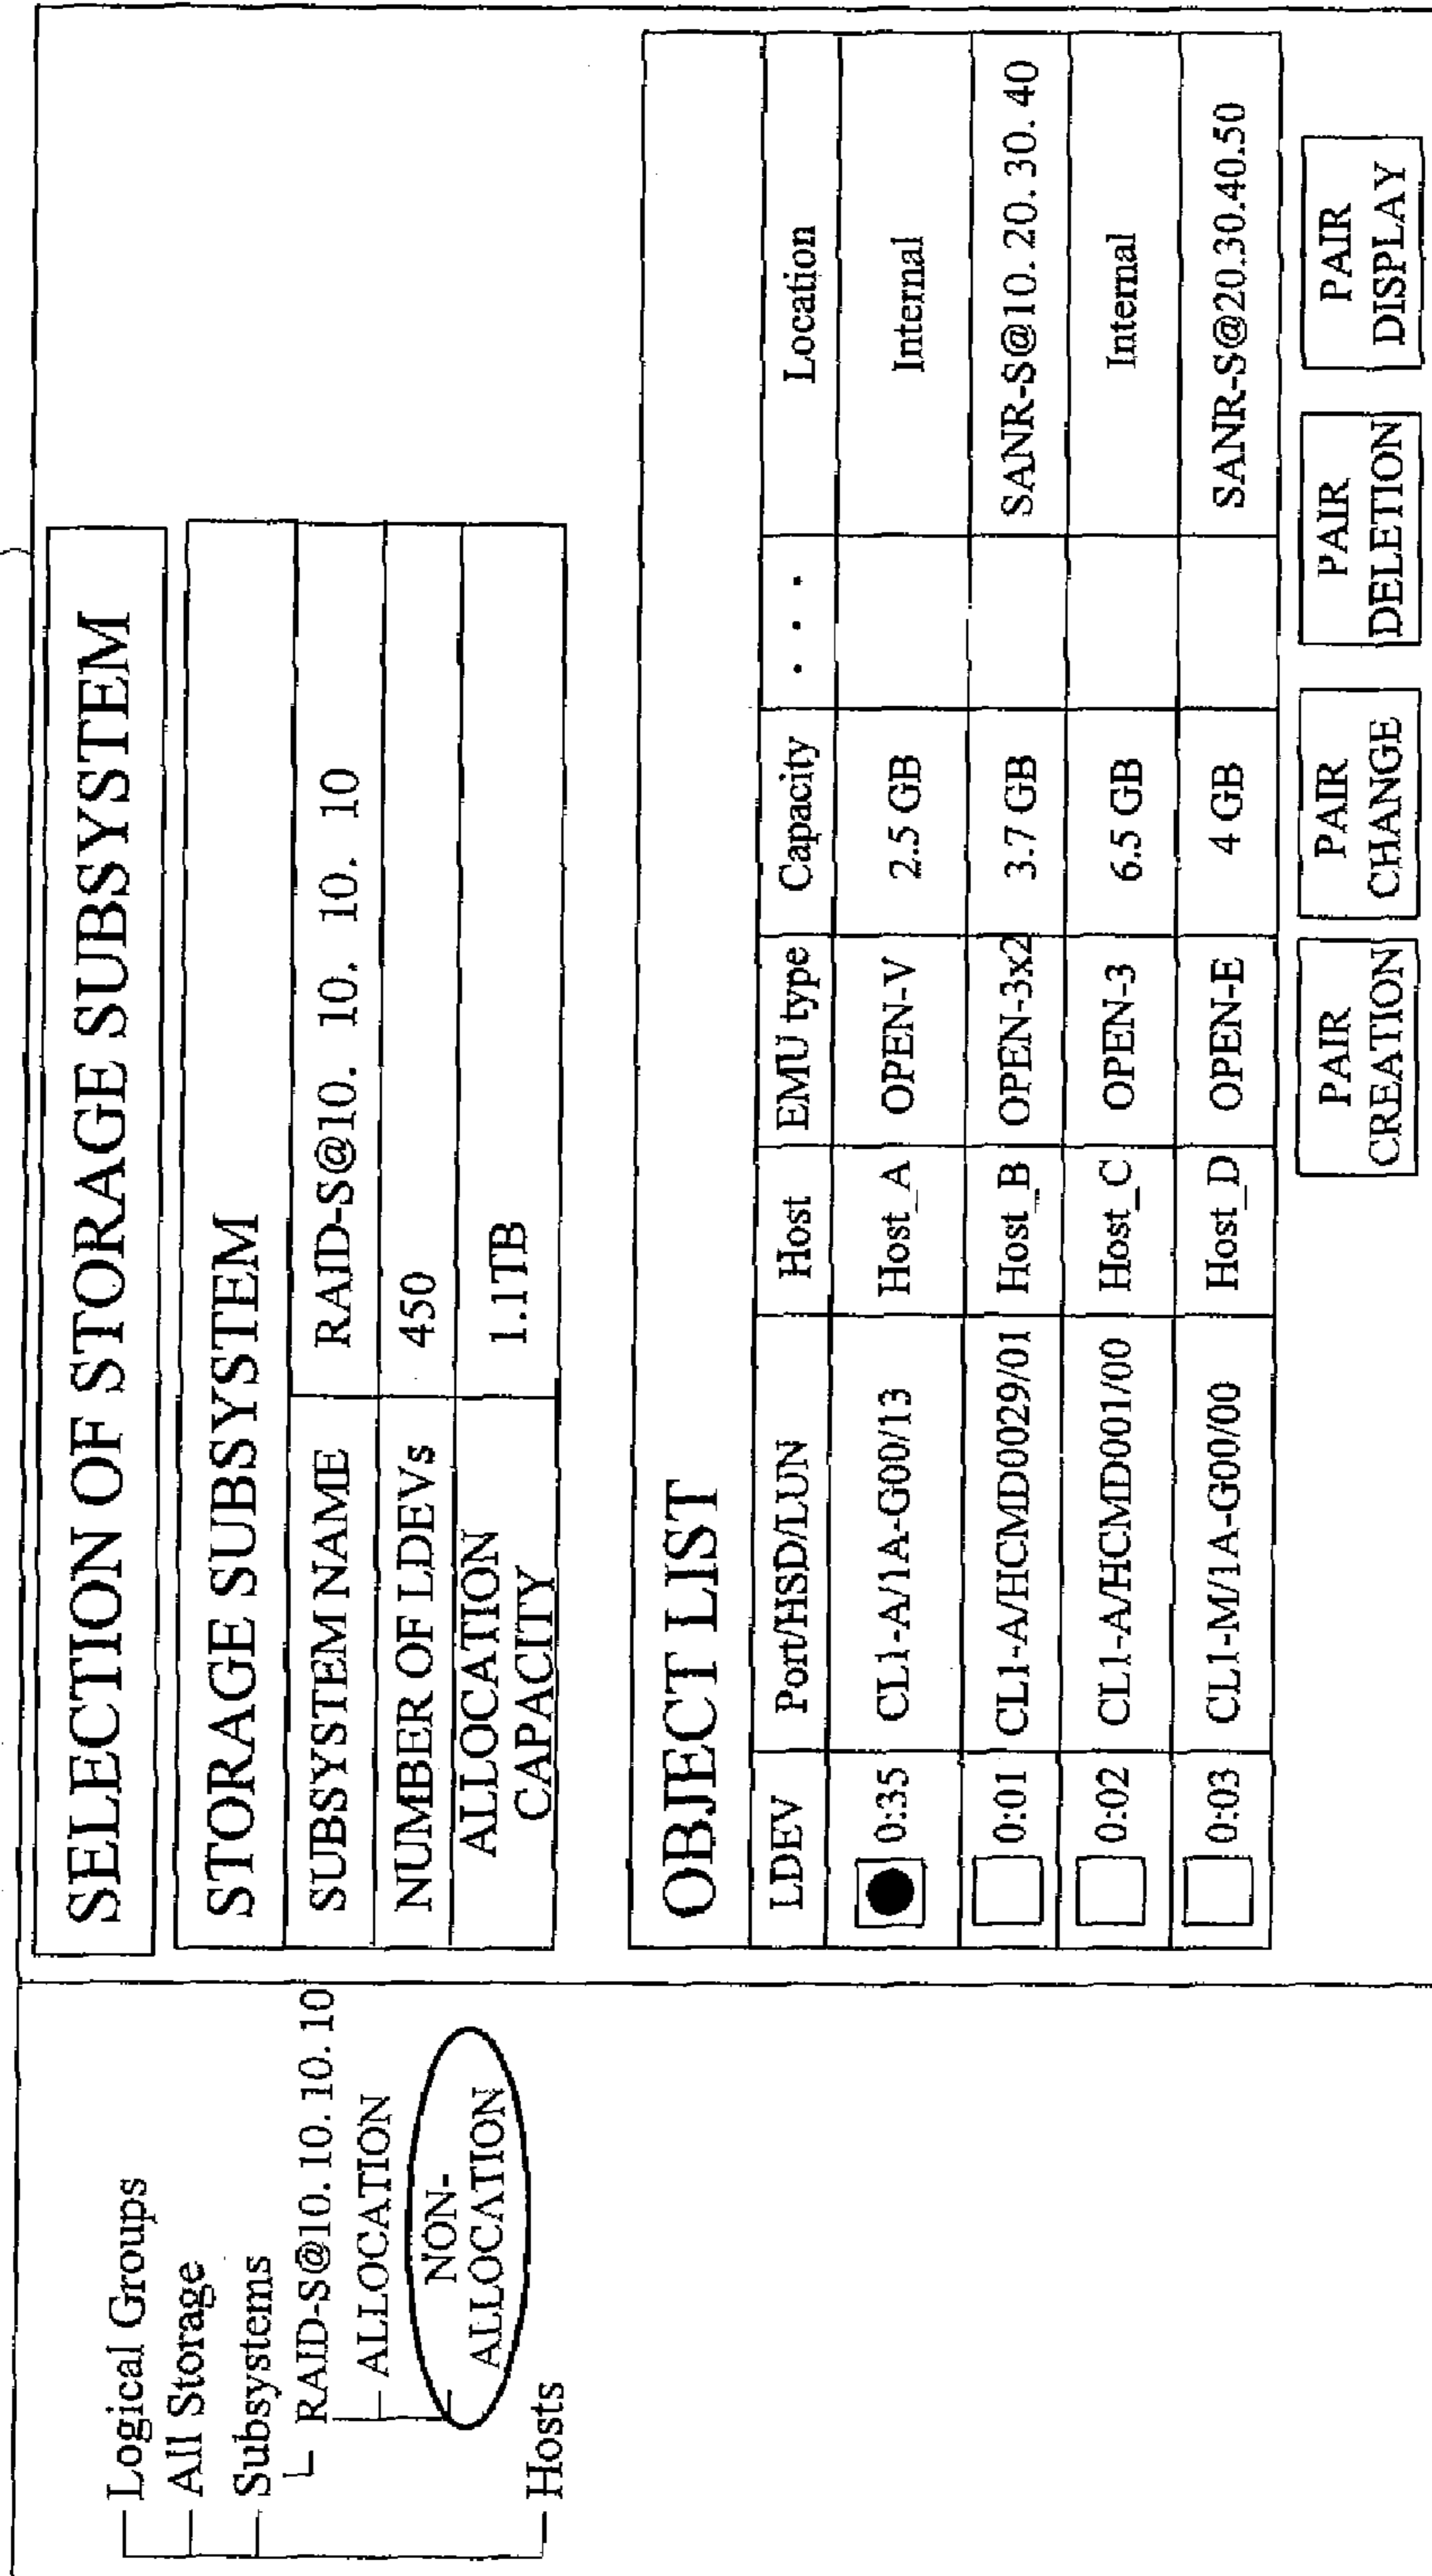 Logical Groups
All Storage
Subsystems
RAID-S@10. 10. 10. 10
ALLOCATION
NON-
ALLOCATION
Hosts
SELECTION OF STORAGE SUBSYSTEM
STORAGE SUBSYSTEM
SUBSYSTEM NAME RAID-S@10. 10. 10. 10
NUMBER OF LDEVs 450
ALLOCATION
CAPACITY 1.1TB
OBJECT LIST
LDEV Port/HSD/LUN Host EMU type Capacity . . . Location
0:35 CL1-A/1A-G00/13 Host_A OPEN-V 2.5 GB Internal
0:01 CL1-A/HCMD0029/01 Host_B OPEN-3x2 3.7 GB SANR-S@10. 20. 30. 40
0:02 CL1-A/HCMD001/00 Host_C OPEN-3 6.5 GB Internal
0:03 CL1-M/1A-G00/00 Host_D OPEN-E 4 GB SANR-S@20.30.40.50
PAIR
CREATION
PAIR
CHANGE
PAIR
DELETION
PAIR
DISPLAY